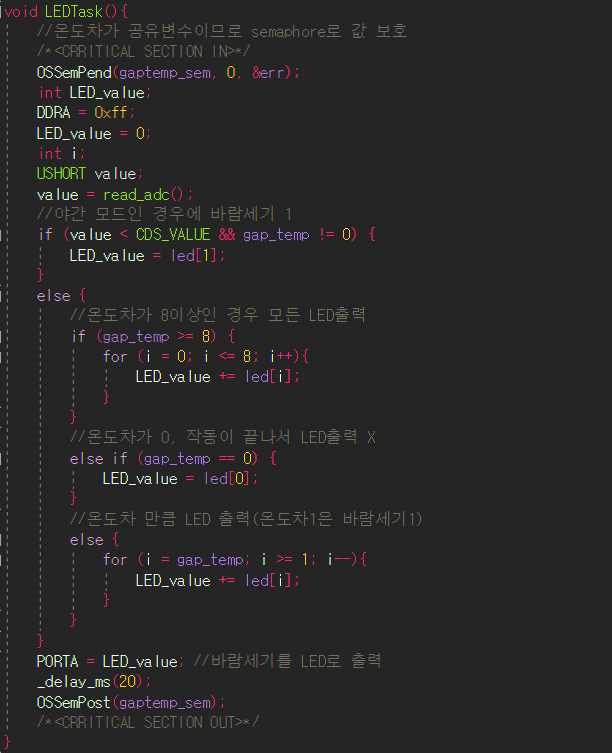 void LEDTask(){
//온도차가 공유변수이므로 semaphore로 값 보호
/*<CRRITICAL SECTION IN>*/
OSSemPend(gaptemp_sem, 0, &err);
int LED_value;
DDRA = 0xff;
LED_value = 0;
int i;
USHORT value;
value = read_adc();
//야간 모드인 경우에 바람세기 1
if (value < CDS_VALUE && gap_temp != 0) {
LED_value = led[1];
}
else {
//온도차가 8이상인 경우 모든 LED출력
if (gap_temp >= 8) {
for (i = 0; i <= 8; i++){
LED_value += led[i];
}
}
//온도차가 0, 작동이 끝나서 LED출력 X
else if (gap_temp == 0) {
LED_value = led[0];
}
//온도차 만큼 LED 출력(온도차1은 바람세기1)
else {
for (i = gap_temp; i >= 1; i--){
LED_value += led[i];
}
}
}
PORTA = LED_value; //바람세기를 LED로 출력
_delay_ms(20);
OSSemPost(gaptemp_sem);
/*<CRRITICAL SECTION OUT>*/
}